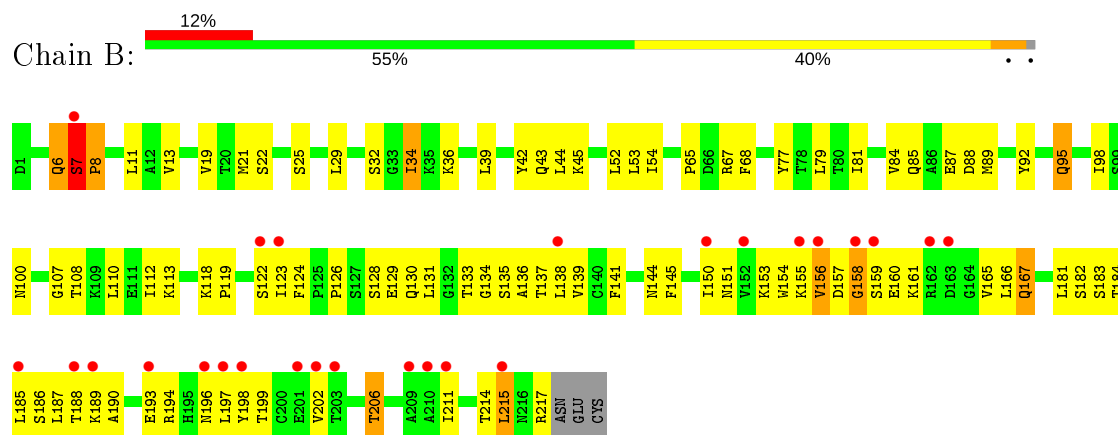 12%
Chain B:
55% 40% • •
D1 Q6 S7 P8 L11 A12 V13 V19 T20 M21 S22 S25 L29 S32 G33 I34 K35 K36 L39 Y42 Q43 L44 K45 L52 L53 I54 P65 D66 R67 F68 Y77 T78 L79 T80 I81 V84 Q85 A86 E87 D88 M89 Y92 Q95 I98 S99
N100 G107 T108 K109 L110 E111 I112 K113 K118 P119 S122 I123 F124 P125 P126 S127 S128 E129 Q130 L131 G132 T133 G134 S135 A136 T137 L138 V139 C140 F141 N144 F145 I150 N151 V152 K153 W154 K155 V156 D157 G158 S159 E160 K161 R162 D163 G164 V165 L166 Q167 L181 S182 S183 T184
L185 S186 L187 T188 K189 A190 E193 R194 H195 N196 L197 Y198 T199 C200 E201 V202 T203 T206 A209 A210 I211 T214 L215 N216 R217 ASN GLU CYS